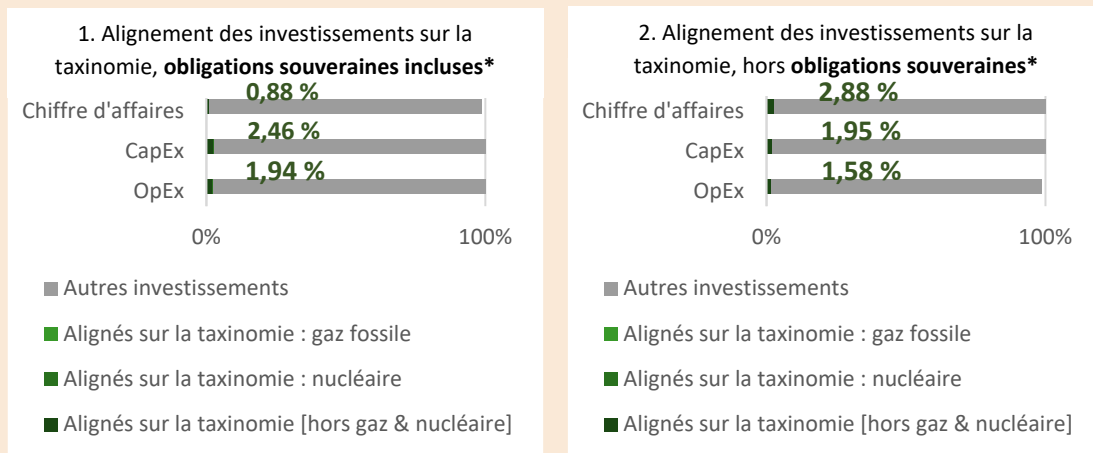 1. Alignement des investissements sur la
taxinomie, obligations souveraines incluses*
0,88 %
Chiffre d'affaires
2,46 %
CapEx
1,94 %
OpEx
0%
100%
Autres investissements
Alignés sur la taxinomie : gaz fossile
Alignés sur la taxinomie : nucléaire
Alignés sur la taxinomie [hors gaz & nucléaire]
2. Alignement des investissements sur la
taxinomie, hors obligations souveraines*
2,88 %
Chiffre d'affaires
1,95 %
CapEx
1,58 %
OpEx
0%
100%
Autres investissements
Alignés sur la taxinomie : gaz fossile
Alignés sur la taxinomie : nucléaire
Alignés sur la taxinomie [hors gaz & nucléaire]